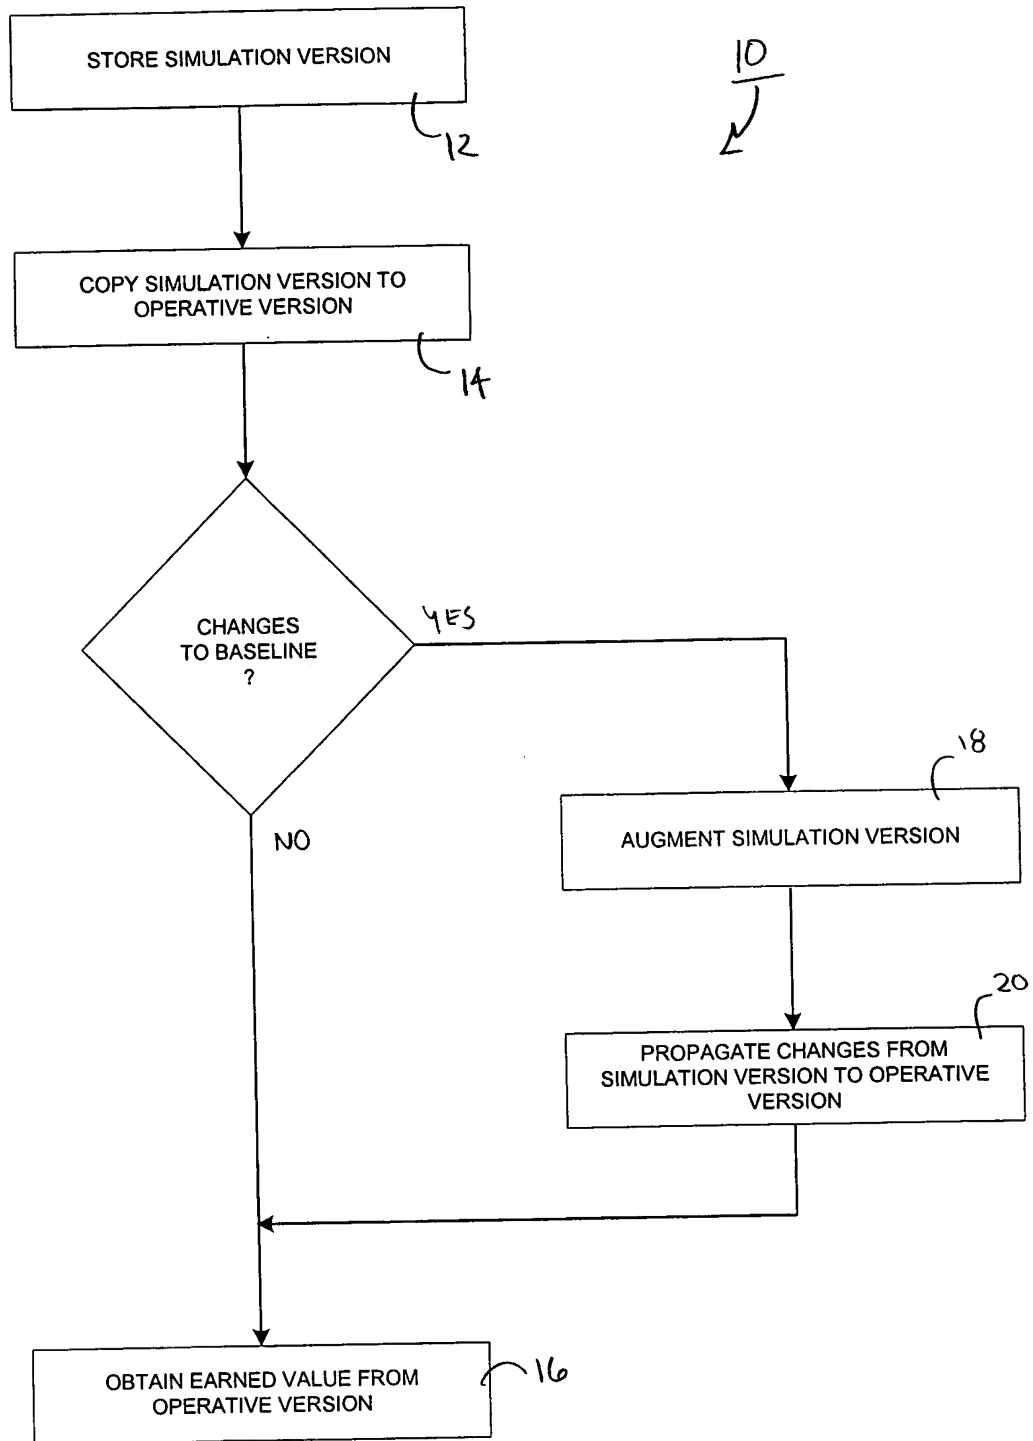 STORE SIMULATION VERSION
10
12
COPY SIMULATION VERSION TO
OPERATIVE VERSION
14
CHANGES
TO BASELINE
?
YES
NO
18
AUGMENT SIMULATION VERSION
20
PROPAGATE CHANGES FROM
SIMULATION VERSION TO OPERATIVE
VERSION
OBTAIN EARNED VALUE FROM
OPERATIVE VERSION
16